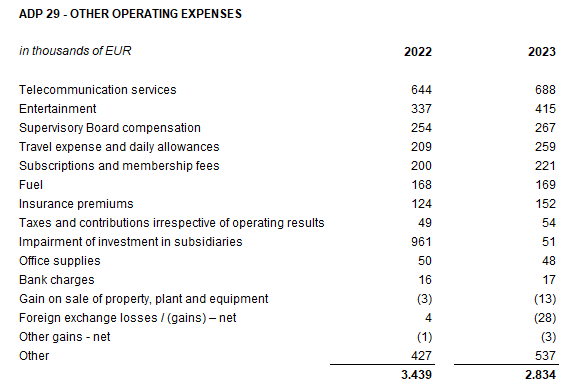 ADP 29 - OTHER OPERATING EXPENSES
in thousands of EUR 2022 2023
Telecommunication services 644 688
Entertainment 337 415
Supervisory Board compensation 254 267
Travel expense and daily allowances 209 259
Subscriptions and membership fees 200 221
Fuel 168 169
Insurance premiums 124 152
Taxes and contributions irrespective of operating results 49 54
Impairment of investment in subsidiaries 961 51
Office supplies 50 48
Bank charges 16 17
Gain on sale of property, plant and equipment (3) (13)
Foreign exchange losses / (gains) – net 4 (28)
Other gains - net (1) (3)
Other 427 537
3.439 2.834